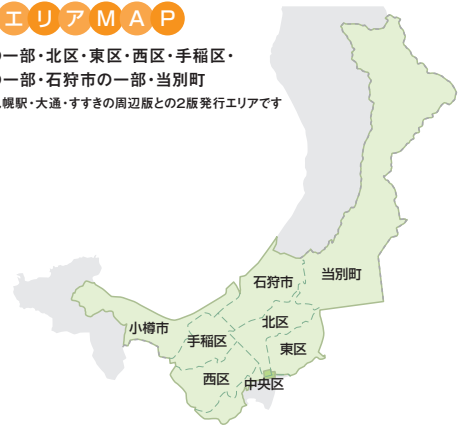 エリアMAP
一部・北区・東区・西区・手稲区・
一部・石狩市の一部・当別町
幌駅・大通・すすきの周辺版との2版発行エリアです
石狩市
当別町
北区
小樽市
手稲区
東区
西区
中央区